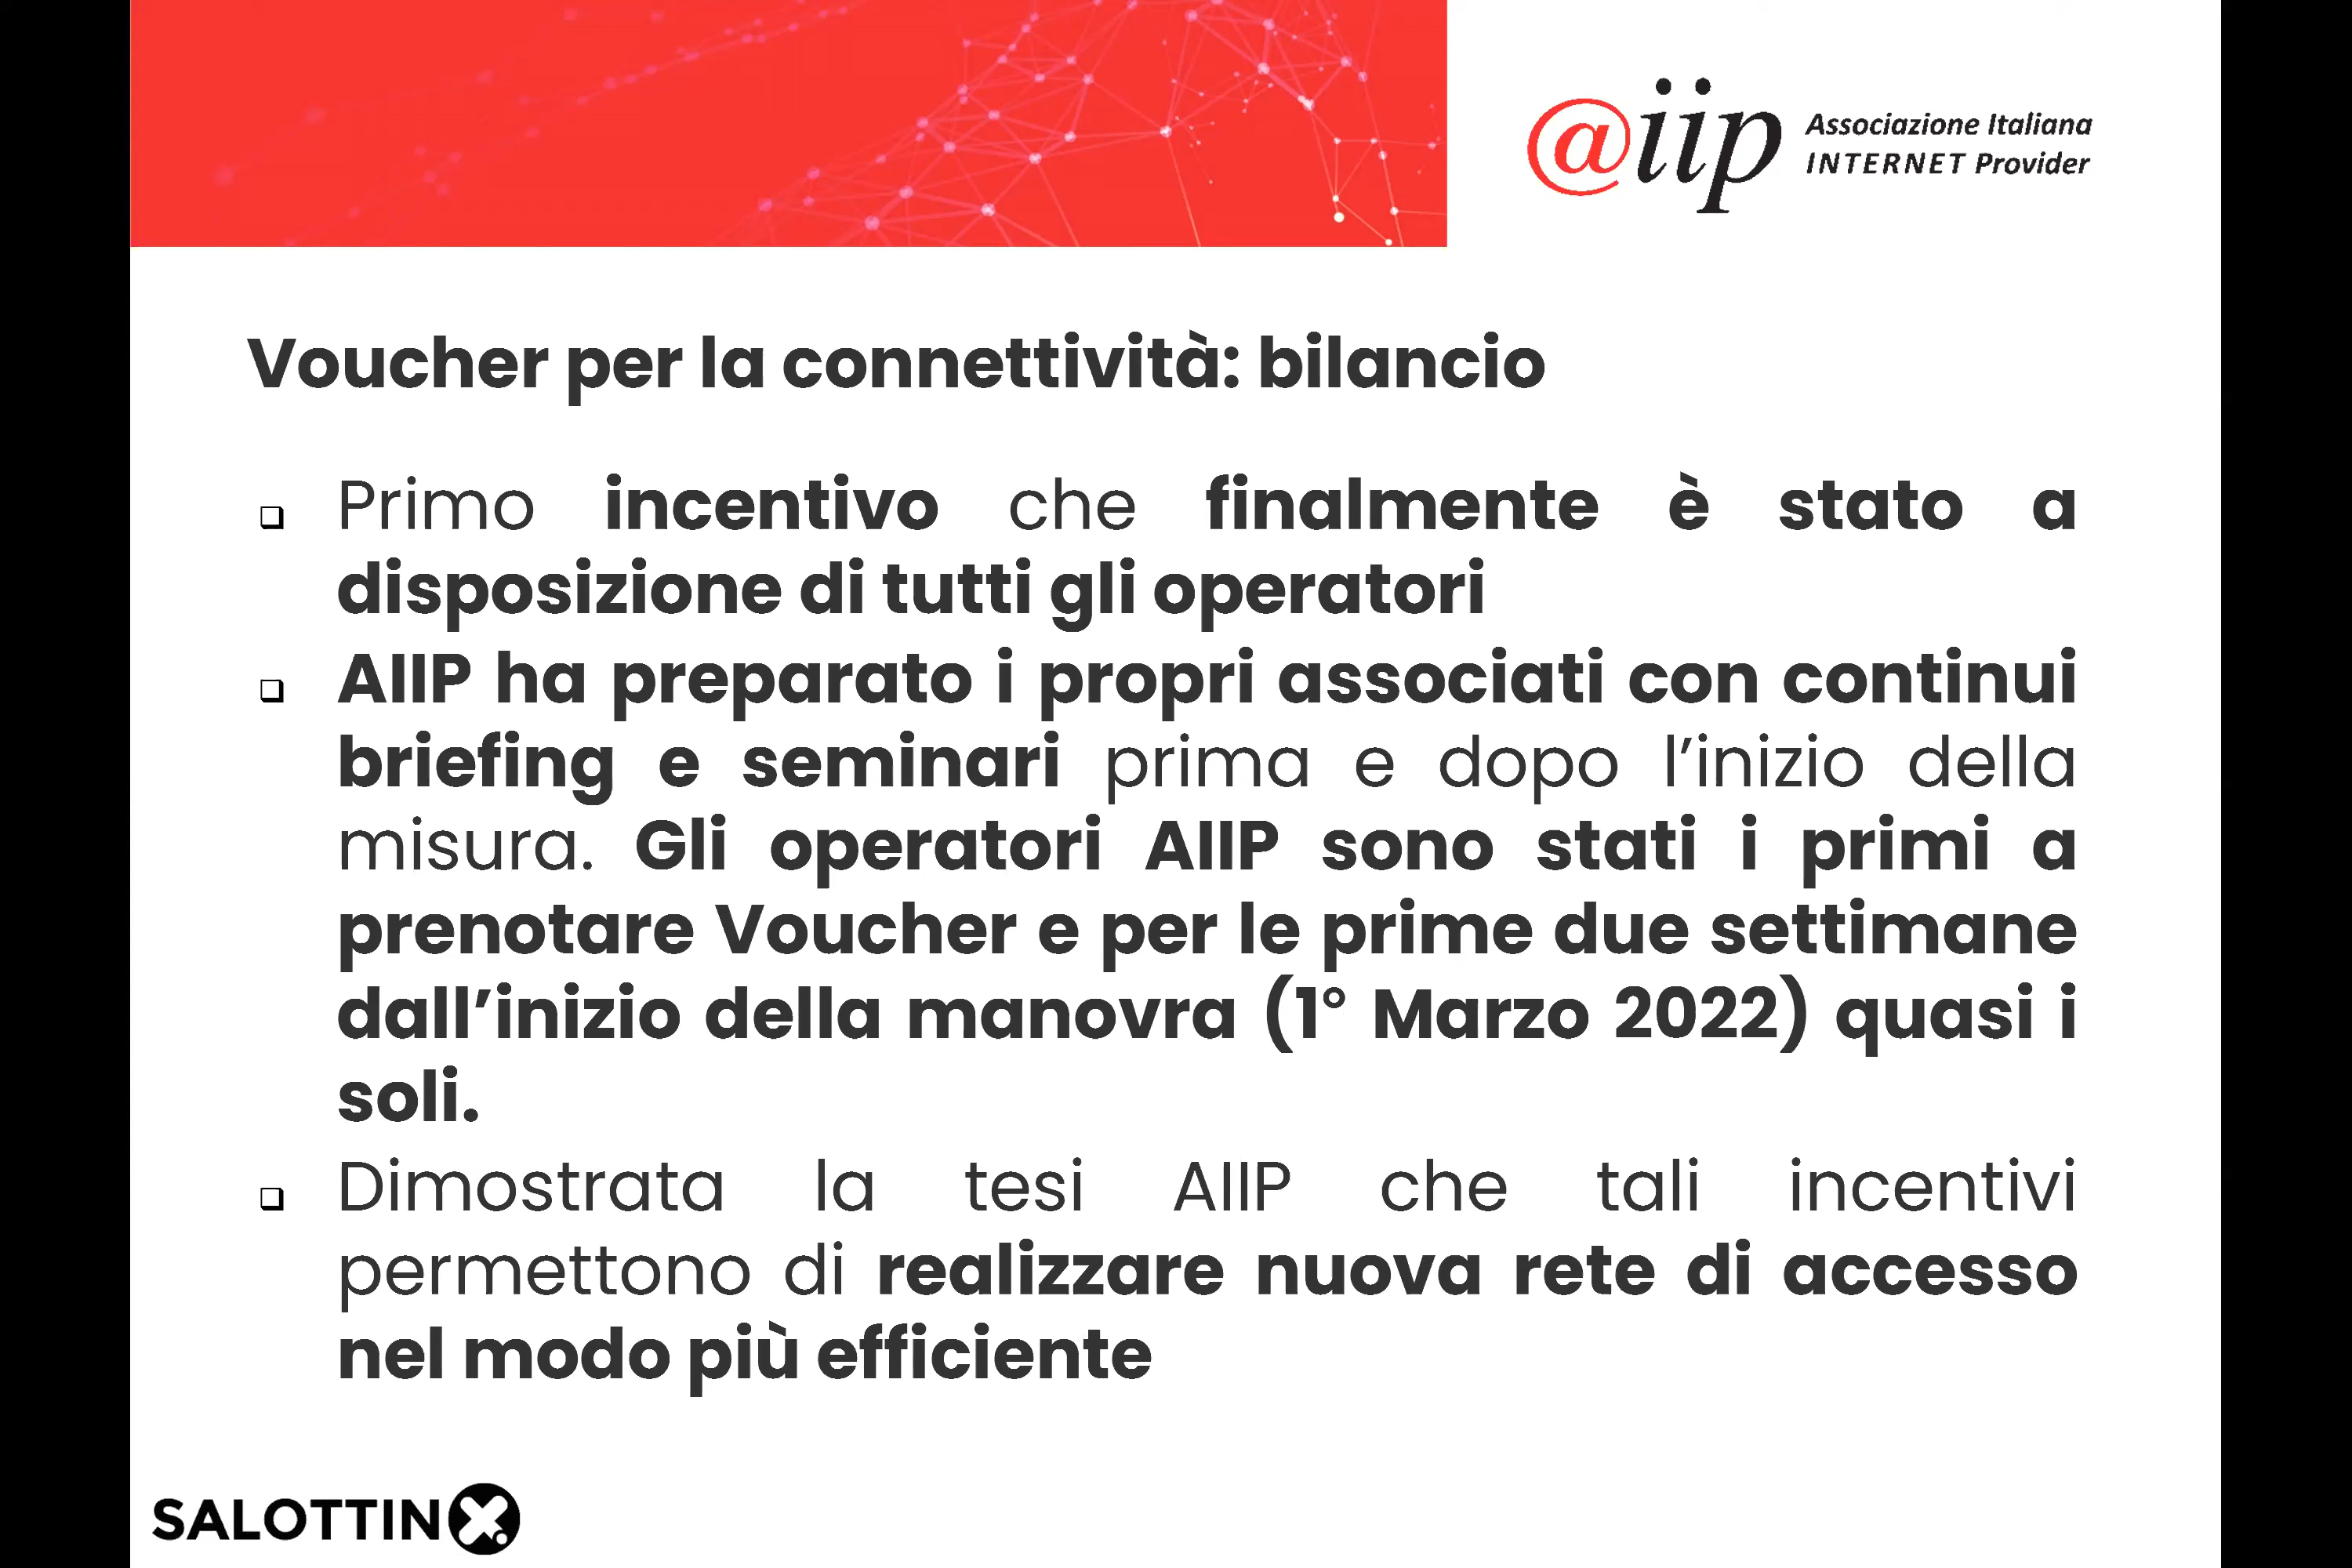 @iip Associazione Italiana
INTERNET Provider
Voucher per la connettività: bilancio
❑ Primo incentivo che finalmente è stato a
disposizione di tutti gli operatori
❑ AIIP ha preparato i propri associati con continui
briefing e seminari prima e dopo l’inizio della
misura. Gli operatori AIIP sono stati i primi a
prenotare Voucher e per le prime due settimane
dall’inizio della manovra (1° Marzo 2022) quasi i
soli.
❑ Dimostrata la tesi AIIP che tali incentivi
permettono di realizzare nuova rete di accesso
nel modo più efficiente
SALOTTINX